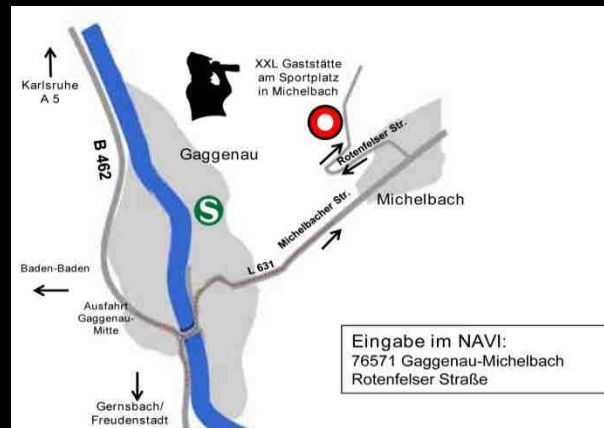 Karlsruhe
A 5
B 462
XXL Gaststätte
am Sportplatz
in Michelbach
Gaggenau
Rotenfelser Str.
Michelbach
S
Michelbacher Str.
L 631
Baden-Baden
Ausfahrt
Gaggenau-
Mitte
Gernsbach/
Freudenstadt
Eingabe im NAVI:
76571 Gaggenau-Michelbach
Rotenfelser Straße